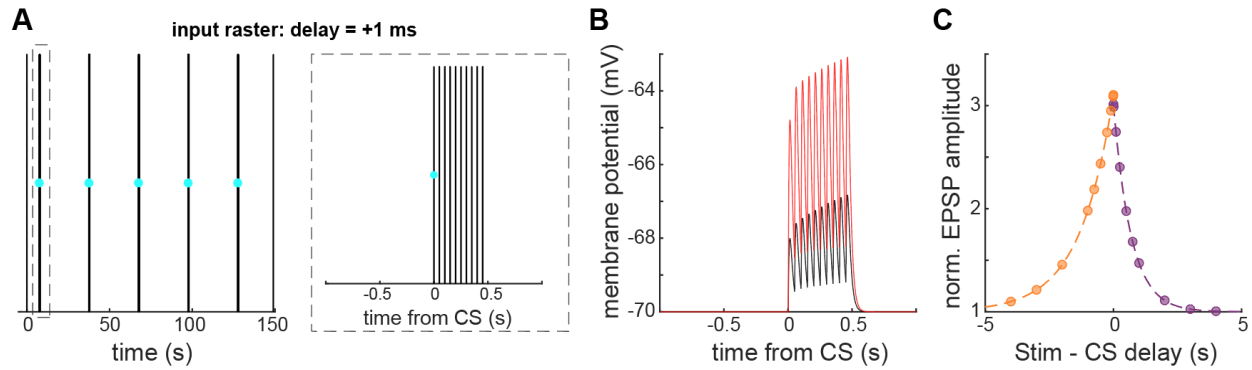 A
input raster: delay = +1 ms
0
50
100
150
time (s)
-0.5
0
0.5
time from CS (s)
B
membrane potential (mV)
-64
-66
-68
-70
-0.5
0
0.5
time from CS (s)
C
norm. EPSP amplitude
3
2
1
-5
0
5
Stim - CS delay (s)